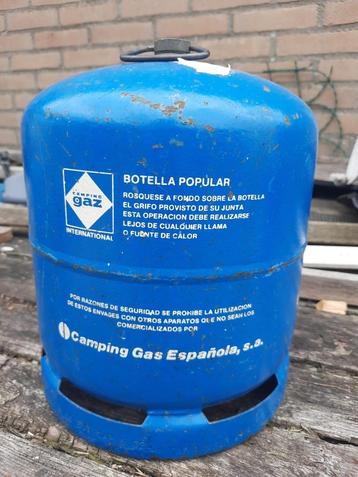 CAMPING
gaz
INTERNATIONAL
BOTELLA POPULAR
ROSQUESE A FONDO SOBRE LA BOTELLA
EL GRIFO PROVISTO DE SU JUNTA
ESTA OPERACION DEBE REALIZARSE
LEJOS DE CUALQUIER LLAMA
O FUENTE DE CALOR
POR RAZONES DE SEGURIDAD SE PROHIBE LA UTILIZACION
DE ESTOS ENVASES CON OTROS APARATOS QUE NO SEAN LOS
COMERCIALIZADOS POR
Camping Gas Española, s.a.